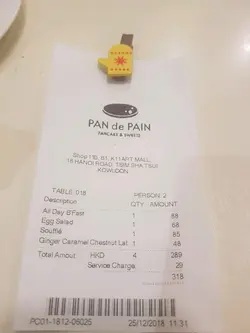 PAN de PAIN
PANCAKE & SWEETS
Shop 115, B1, K11 ART MALL,
18 HANOI ROAD, TSIM SHA TSUI,
KOWLOON
TABLE: 018 PERSON: 2
Description QTY AMOUNT
All Day B'Fast 1 88
Egg Salad 1 68
Soufflé 1 85
Ginger Caramel Chestnut Lat 1 48
Total Amount HKD 4 289
Service Charge 29
318
PC01-1812-06025 25/12/2018 11:31